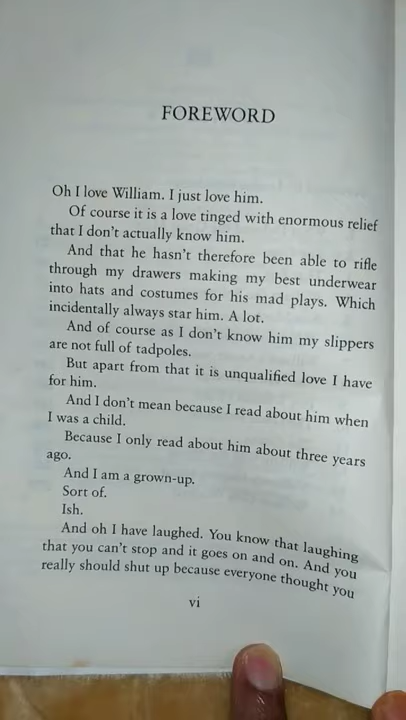 FOREWORD
Oh I love William. I just love him.
Of course it is a love tinged with enormous relief
that I don't actually know him.
And that he hasn't therefore been able to rifle
through my drawers making my best underwear
into hats and costumes for his mad plays. Which
incidentally always star him. A lot.
And of course as I don't know him my slippers
are not full of tadpoles.
But apart from that it is unqualified love I have
for him.
And I don't mean because I read about him when
I was a child.
Because I only read about him about three years
ago.
And I am a grown-up.
Sort of.
Ish.
And oh I have laughed. You know that laughing
that you can't stop and it goes on and on. And you
really should shut up because everyone thought you
vi